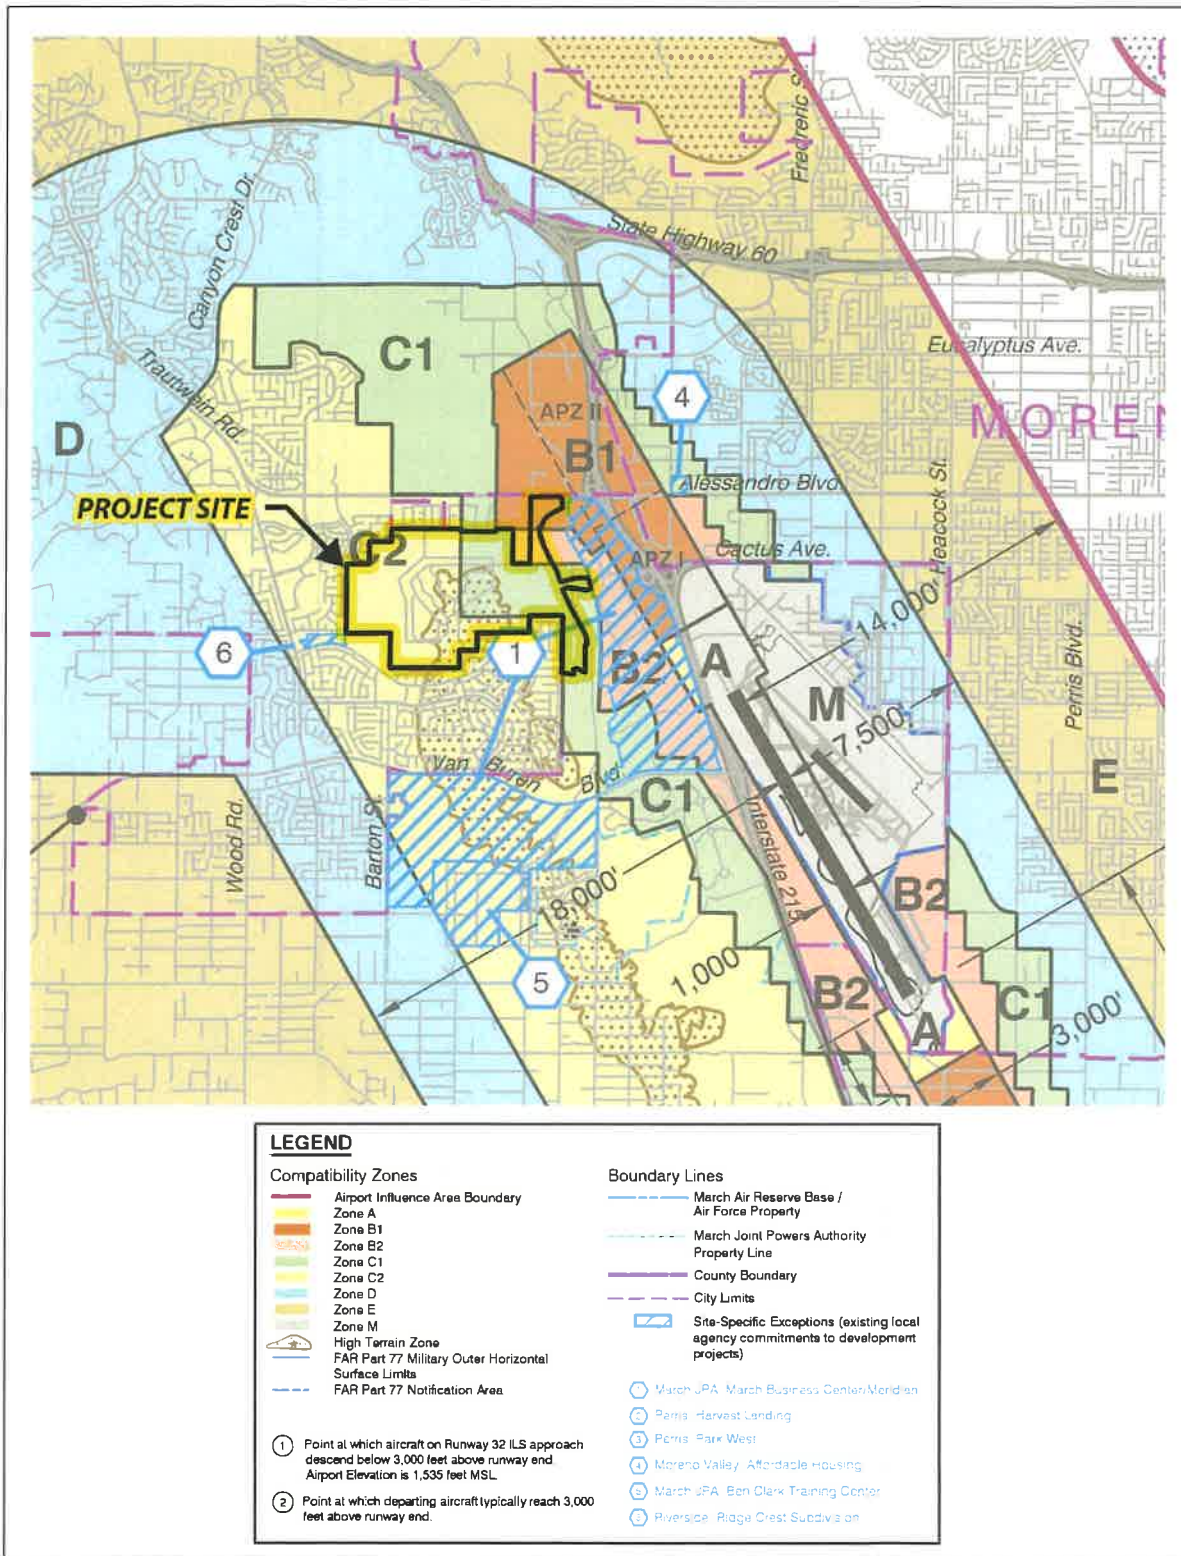 Fredreric S
Canyon Crest Dr.
State Highway 60
C1
Eucalyptus Ave.
Trautwein Rd.
4
APZ II
MOREN
D
B1
Alessandro Blvd
Heacock St.
PROJECT SITE
C2
APZ I
Cactus Ave.
14,000'
6
1
B2
A
M
Perris Blvd.
7,500'
E
Van Buren Blvd
C1
Interstate 215
Wood Rd.
Barton St.
18,000'
B2
5
1,000
B2
C1
A
3,000'
LEGEND
Compatibility Zones
Airport Influence Area Boundary
Zone A
Zone B1
Zone B2
Zone C1
Zone C2
Zone D
Zone E
Zone M
High Terrain Zone
FAR Part 77 Military Outer Horizontal
Surface Limits
FAR Part 77 Notification Area
1 Point at which aircraft on Runway 32 ILS approach
descend below 3,000 feet above runway end.
Airport Elevation is 1,535 feet MSL.
2 Point at which departing aircraft typically reach 3,000
feet above runway end.
Boundary Lines
March Air Reserve Base /
Air Force Property
March Joint Powers Authority
Property Line
County Boundary
City Limits
Site-Specific Exceptions (existing local
agency commitments to development
projects)
1 March JPA: March Business Center/Meridian
2 Perris: Harvest Landing
3 Perris: Park West
4 Moreno Valley: Affordable Housing
5 March JPA: Ben Clark Training Center
Riverside: Ridge Crest Subdivision